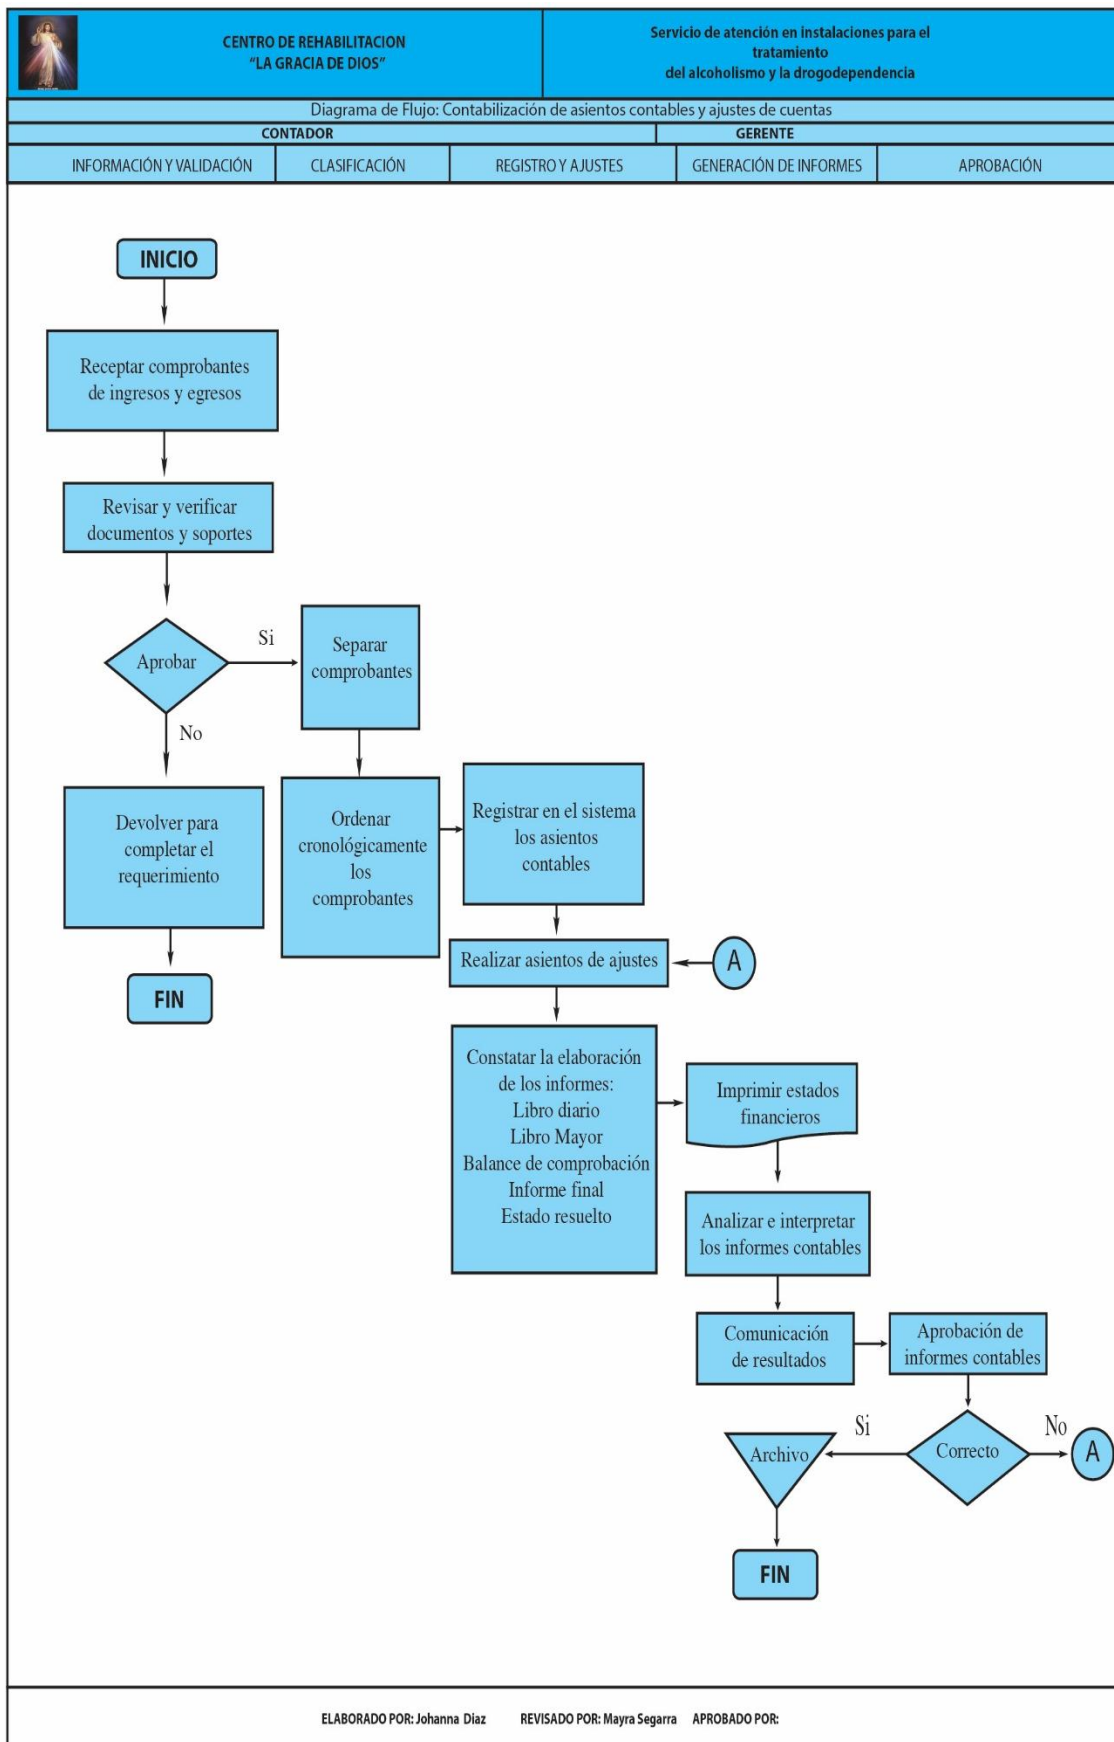 CENTRO DE REHABILITACION
“LA GRACIA DE DIOS”
Servicio de atención en instalaciones para el
tratamiento
del alcoholismo y la drogodependencia
Diagrama de Flujo: Contabilización de asientos contables y ajustes de cuentas
CONTADOR
GERENTE
INFORMACIÓN Y VALIDACIÓN
CLASIFICACIÓN
REGISTRO Y AJUSTES
GENERACIÓN DE INFORMES
APROBACIÓN
INICIO
Receptar comprobantes
de ingresos y egresos
Revisar y verificar
documentos y soportes
Aprobar
Si
No
Separar
comprobantes
Devolver para
completar el
requerimiento
FIN
Ordenar
cronológicamente
los
comprobantes
Registrar en el sistema
los asientos
contables
Realizar asientos de ajustes
A
Constatar la elaboración
de los informes:
Libro diario
Libro Mayor
Balance de comprobación
Informe final
Estado resuelto
Imprimir estados
financieros
Analizar e interpretar
los informes contables
Comunicación
de resultados
Aprobación de
informes contables
Correcto
Si
No
A
Archivo
FIN
ELABORADO POR: Johanna Diaz REVISADO POR: Mayra Segarra APROBADO POR: